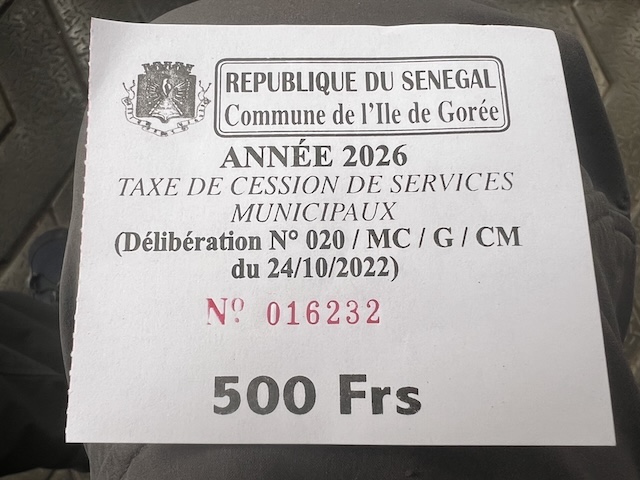 REPUBLIQUE DU SENEGAL
Commune de l'Ile de Gorée
ANNÉE 2026
TAXE DE CESSION DE SERVICES
MUNICIPAUX
(Délibération N° 020 / MC / G / CM
du 24/10/2022)
Nº 016232
500 Frs